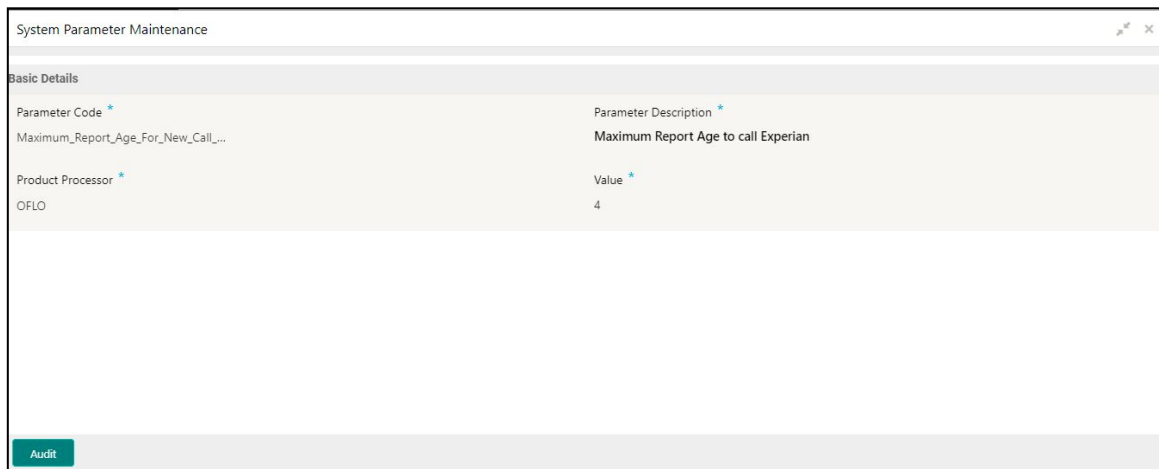 System Parameter Maintenance
Basic Details
Parameter Code *
Parameter Description *
Maximum_Report_Age_For_New_Call_...
Maximum Report Age to call Experian
Product Processor *
Value *
OFLO
4
Audit